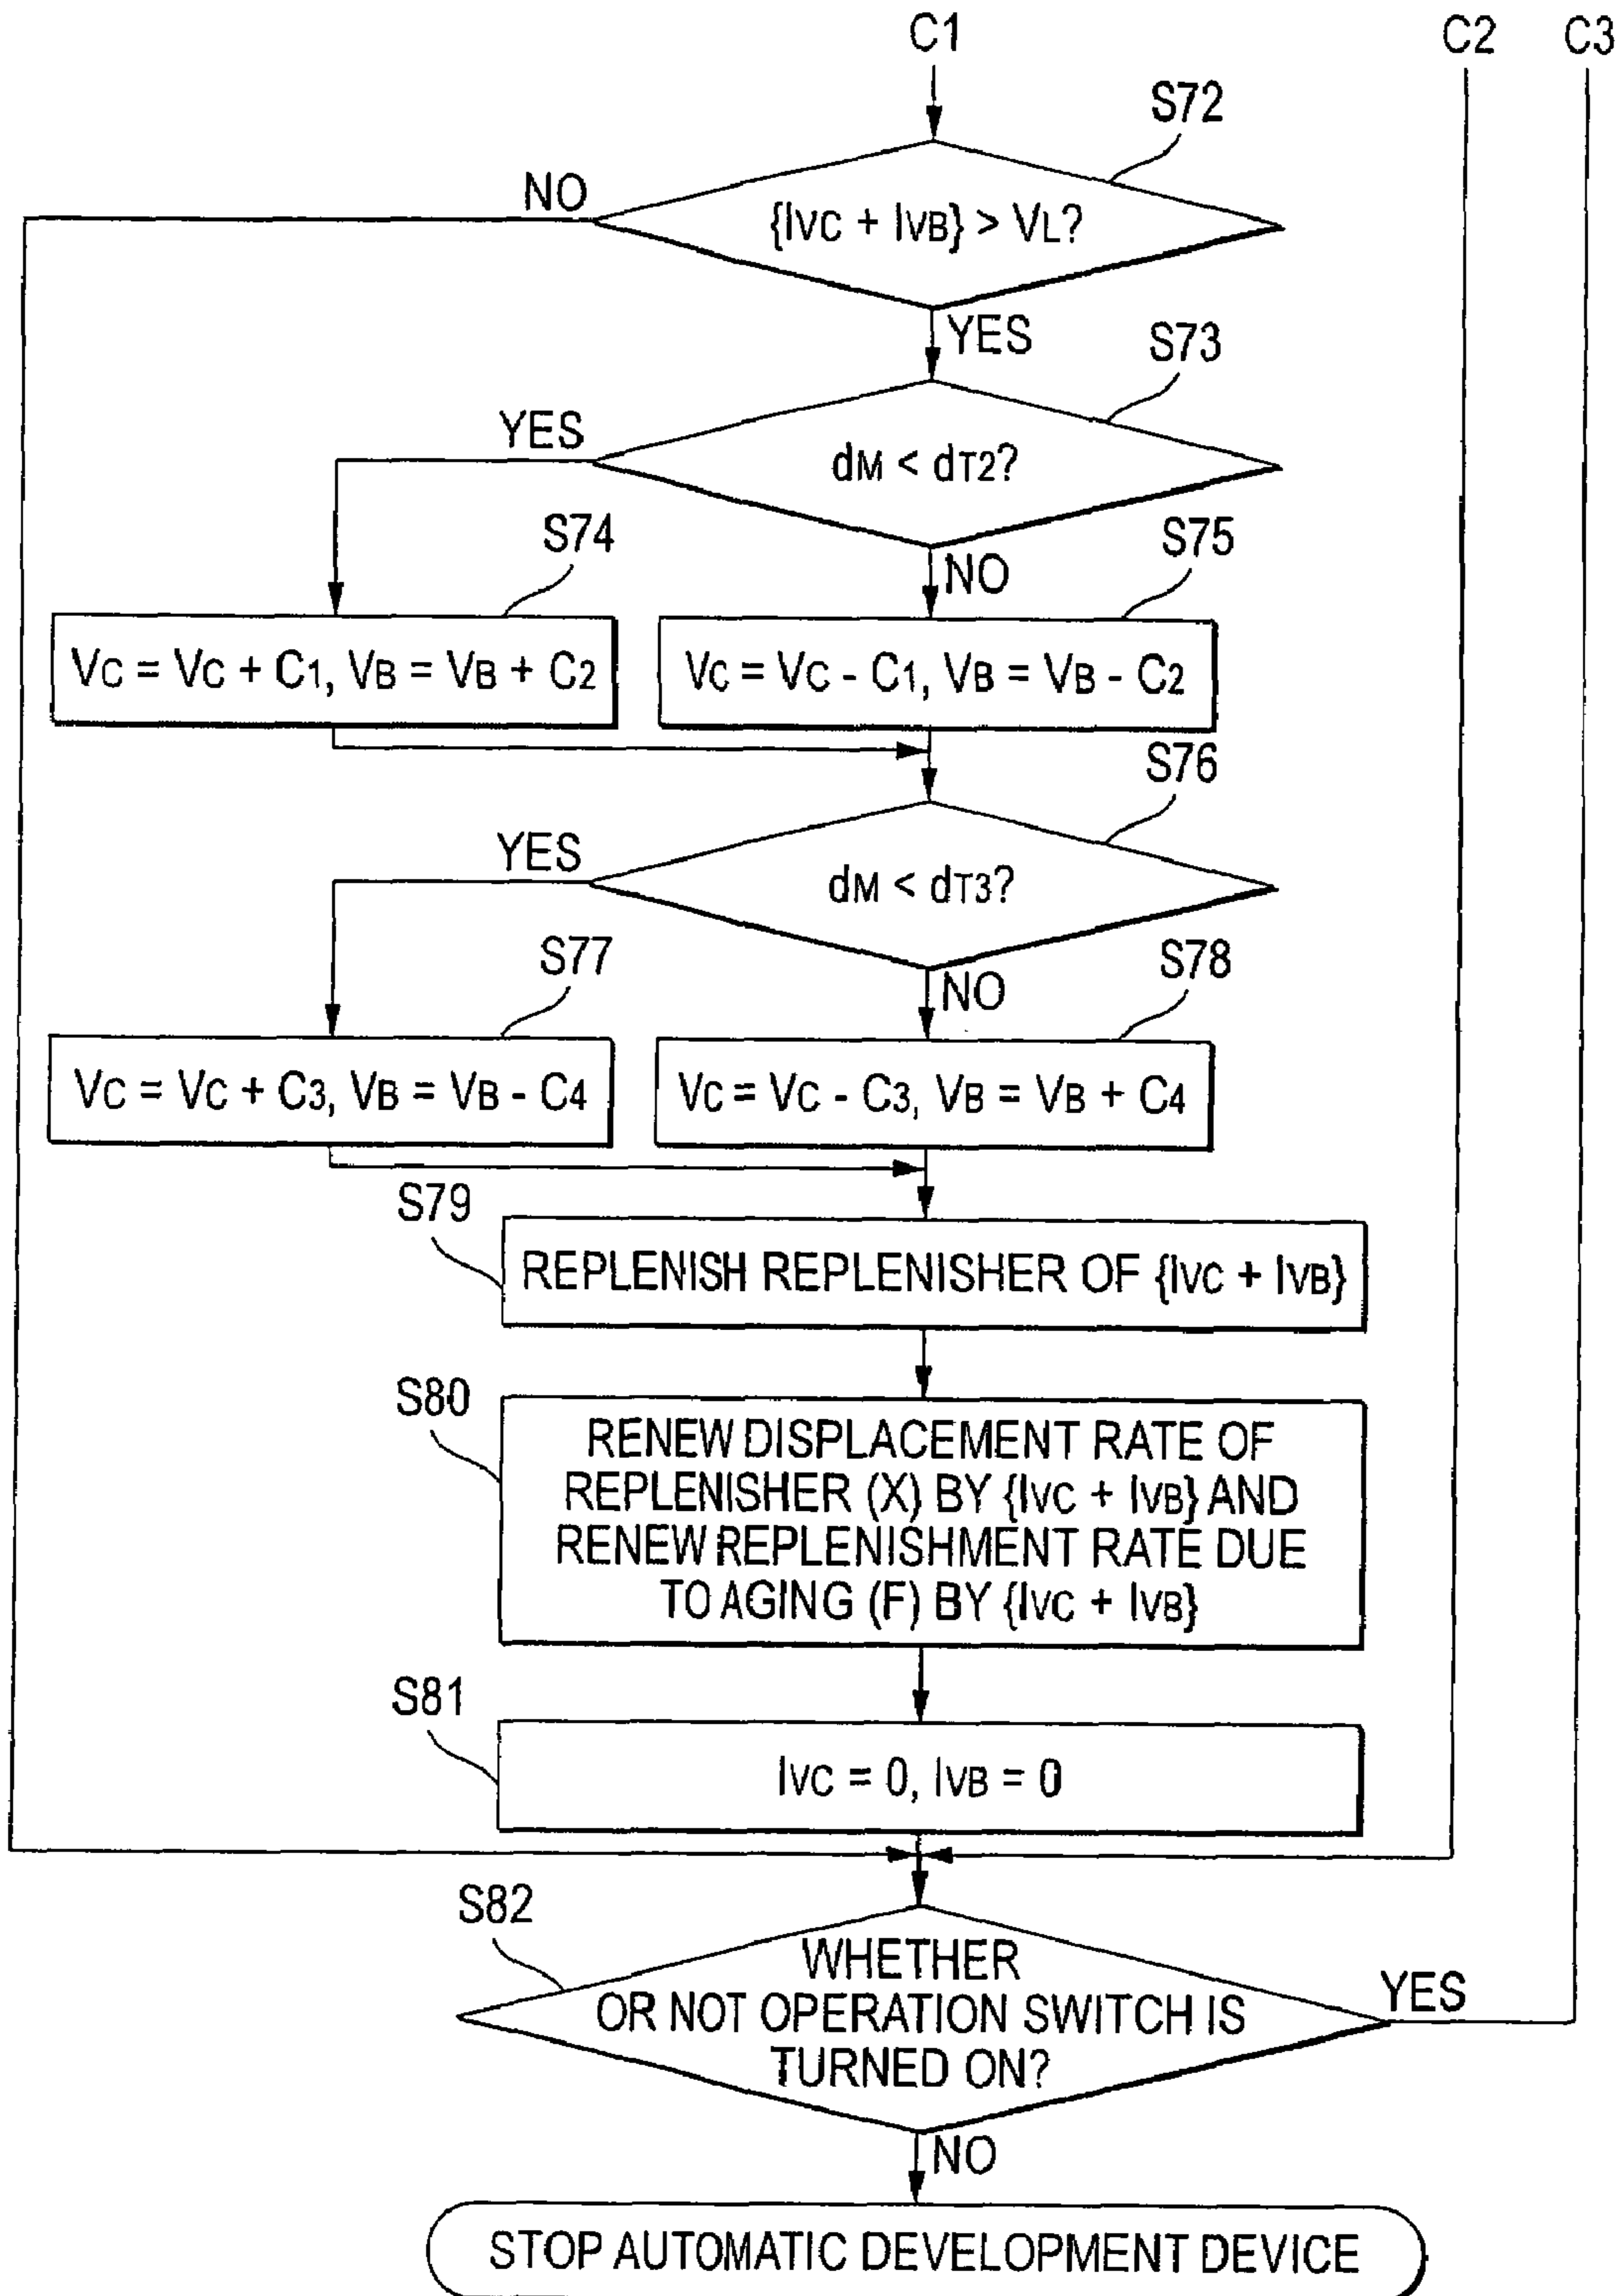 C1
C2
C3
S72
NO
{IVC + IVB} > VL?
YES
S73
YES
dM < dT2?
S74
S75
NO
VC = VC + C1, VB = VB + C2
VC = VC - C1, VB = VB - C2
S76
YES
dM < dT3?
S77
S78
NO
VC = VC + C3, VB = VB - C4
VC = VC - C3, VB = VB + C4
S79
REPLENISH REPLENISHER OF {IVC + IVB}
S80
RENEW DISPLACEMENT RATE OF
REPLENISHER (X) BY {IVC + IVB} AND
RENEW REPLENISHMENT RATE DUE
TO AGING (F) BY {IVC + IVB}
S81
IVC = 0, IVB = 0
S82
WHETHER
OR NOT OPERATION SWITCH IS
TURNED ON?
YES
NO
STOP AUTOMATIC DEVELOPMENT DEVICE